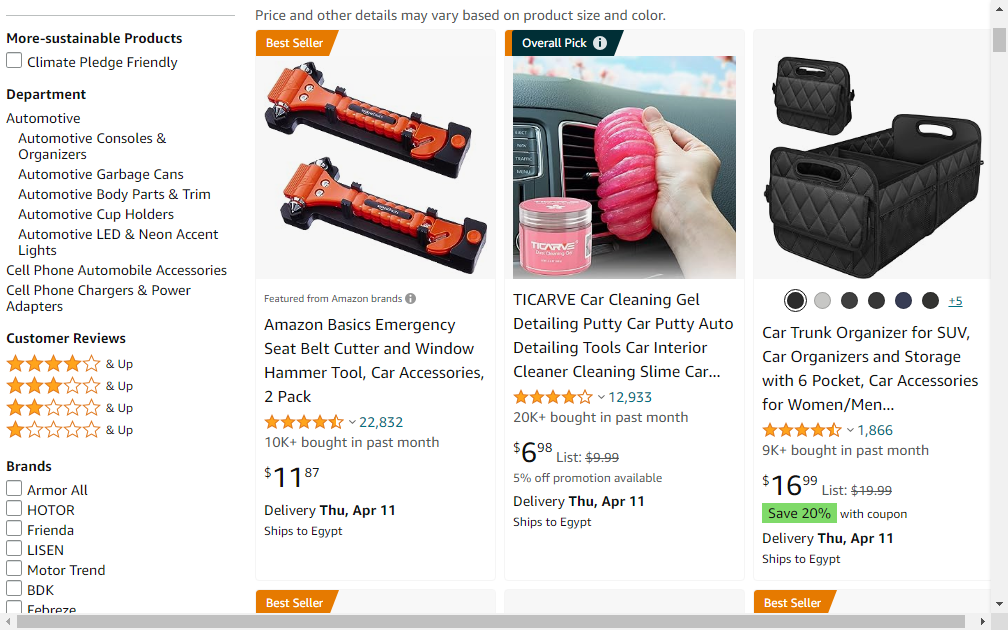 Price and other details may vary based on product size and color.
More-sustainable Products
Climate Pledge Friendly
Department
Automotive
Automotive Consoles &
Organizers
Automotive Garbage Cans
Automotive Body Parts & Trim
Automotive Cup Holders
Automotive LED & Neon Accent
Lights
Cell Phone Automobile Accessories
Cell Phone Chargers & Power
Adapters
Customer Reviews
& Up
& Up
& Up
& Up
Brands
Armor All
HOTOR
Frienda
LISEN
Motor Trend
BDK
Febreze
Best Seller
Featured from Amazon brands
Amazon Basics Emergency
Seat Belt Cutter and Window
Hammer Tool, Car Accessories,
2 Pack
22,832
10K+ bought in past month
$11 87
Delivery Thu, Apr 11
Ships to Egypt
Best Seller
Overall Pick
TICARVE
TICARVE Car Cleaning Gel
Detailing Putty Car Putty Auto
Detailing Tools Car Interior
Cleaner Cleaning Slime Car...
12,933
20K+ bought in past month
$6 98 List: $9.99
5% off promotion available
Delivery Thu, Apr 11
Ships to Egypt
+5
Car Trunk Organizer for SUV,
Car Organizers and Storage
with 6 Pocket, Car Accessories
for Women/Men...
1,866
9K+ bought in past month
$16 99 List: $19.99
Save 20% with coupon
Delivery Thu, Apr 11
Ships to Egypt
Best Seller